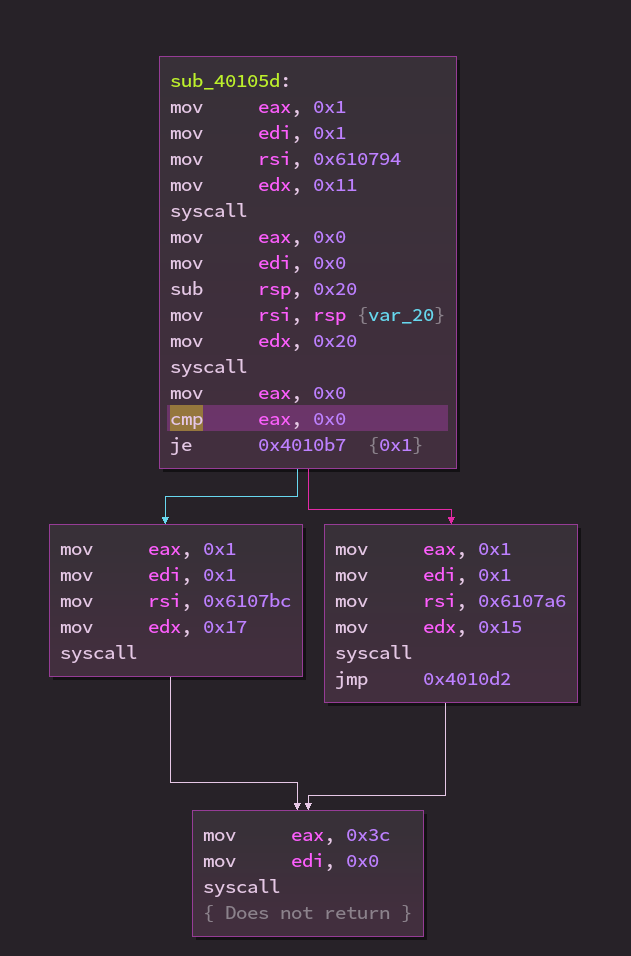 sub_40105d:
mov eax, 0x1
mov edi, 0x1
mov rsi, 0x610794
mov edx, 0x11
syscall
mov eax, 0x0
mov edi, 0x0
sub rsp, 0x20
mov rsi, rsp {var_20}
mov edx, 0x20
syscall
mov eax, 0x0
cmp eax, 0x0
je 0x4010b7 {0x1}
mov eax, 0x1
mov edi, 0x1
mov rsi, 0x6107bc
mov edx, 0x17
syscall
mov eax, 0x1
mov edi, 0x1
mov rsi, 0x6107a6
mov edx, 0x15
syscall
jmp 0x4010d2
mov eax, 0x3c
mov edi, 0x0
syscall
{ Does not return }